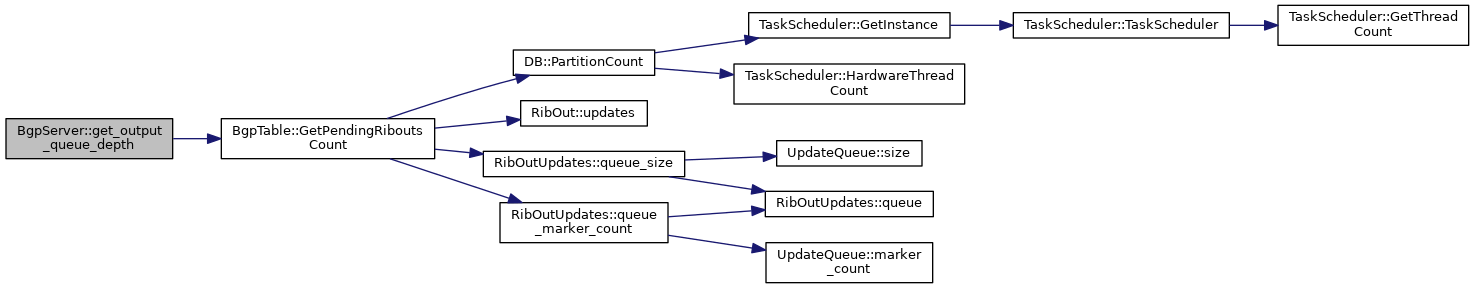 BgpServer::get_output
_queue_depth
BgpTable::GetPendingRibouts
Count
DB::PartitionCount
TaskScheduler::GetInstance
TaskScheduler::TaskScheduler
TaskScheduler::GetThread
Count
TaskScheduler::HardwareThread
Count
RibOut::updates
RibOutUpdates::queue_size
UpdateQueue::size
RibOutUpdates::queue
RibOutUpdates::queue
_marker_count
UpdateQueue::marker
_count